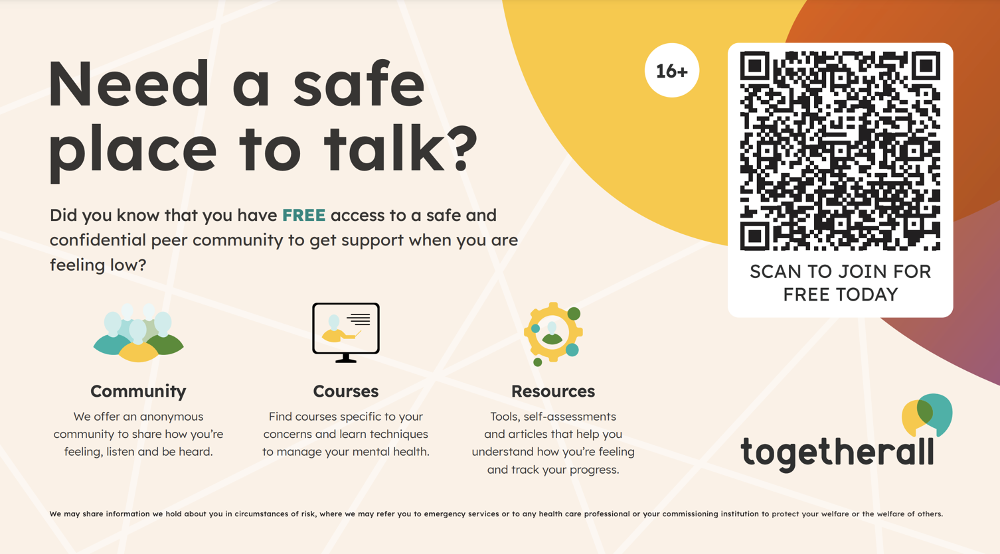 Need a safe
place to talk?
16+
Did you know that you have FREE access to a safe and
confidential peer community to get support when you are
feeling low?
SCAN TO JOIN FOR
FREE TODAY
Community
We offer an anonymous
community to share how you’re
feeling, listen and be heard.
Courses
Find courses specific to your
concerns and learn techniques
to manage your mental health.
Resources
Tools, self-assessments
and articles that help you
understand how you’re feeling
and track your progress.
togetherall
We may share information we hold about you in circumstances of risk, where we may refer you to emergency services or to any health care professional or your commissioning institution to protect your welfare or the welfare of others.